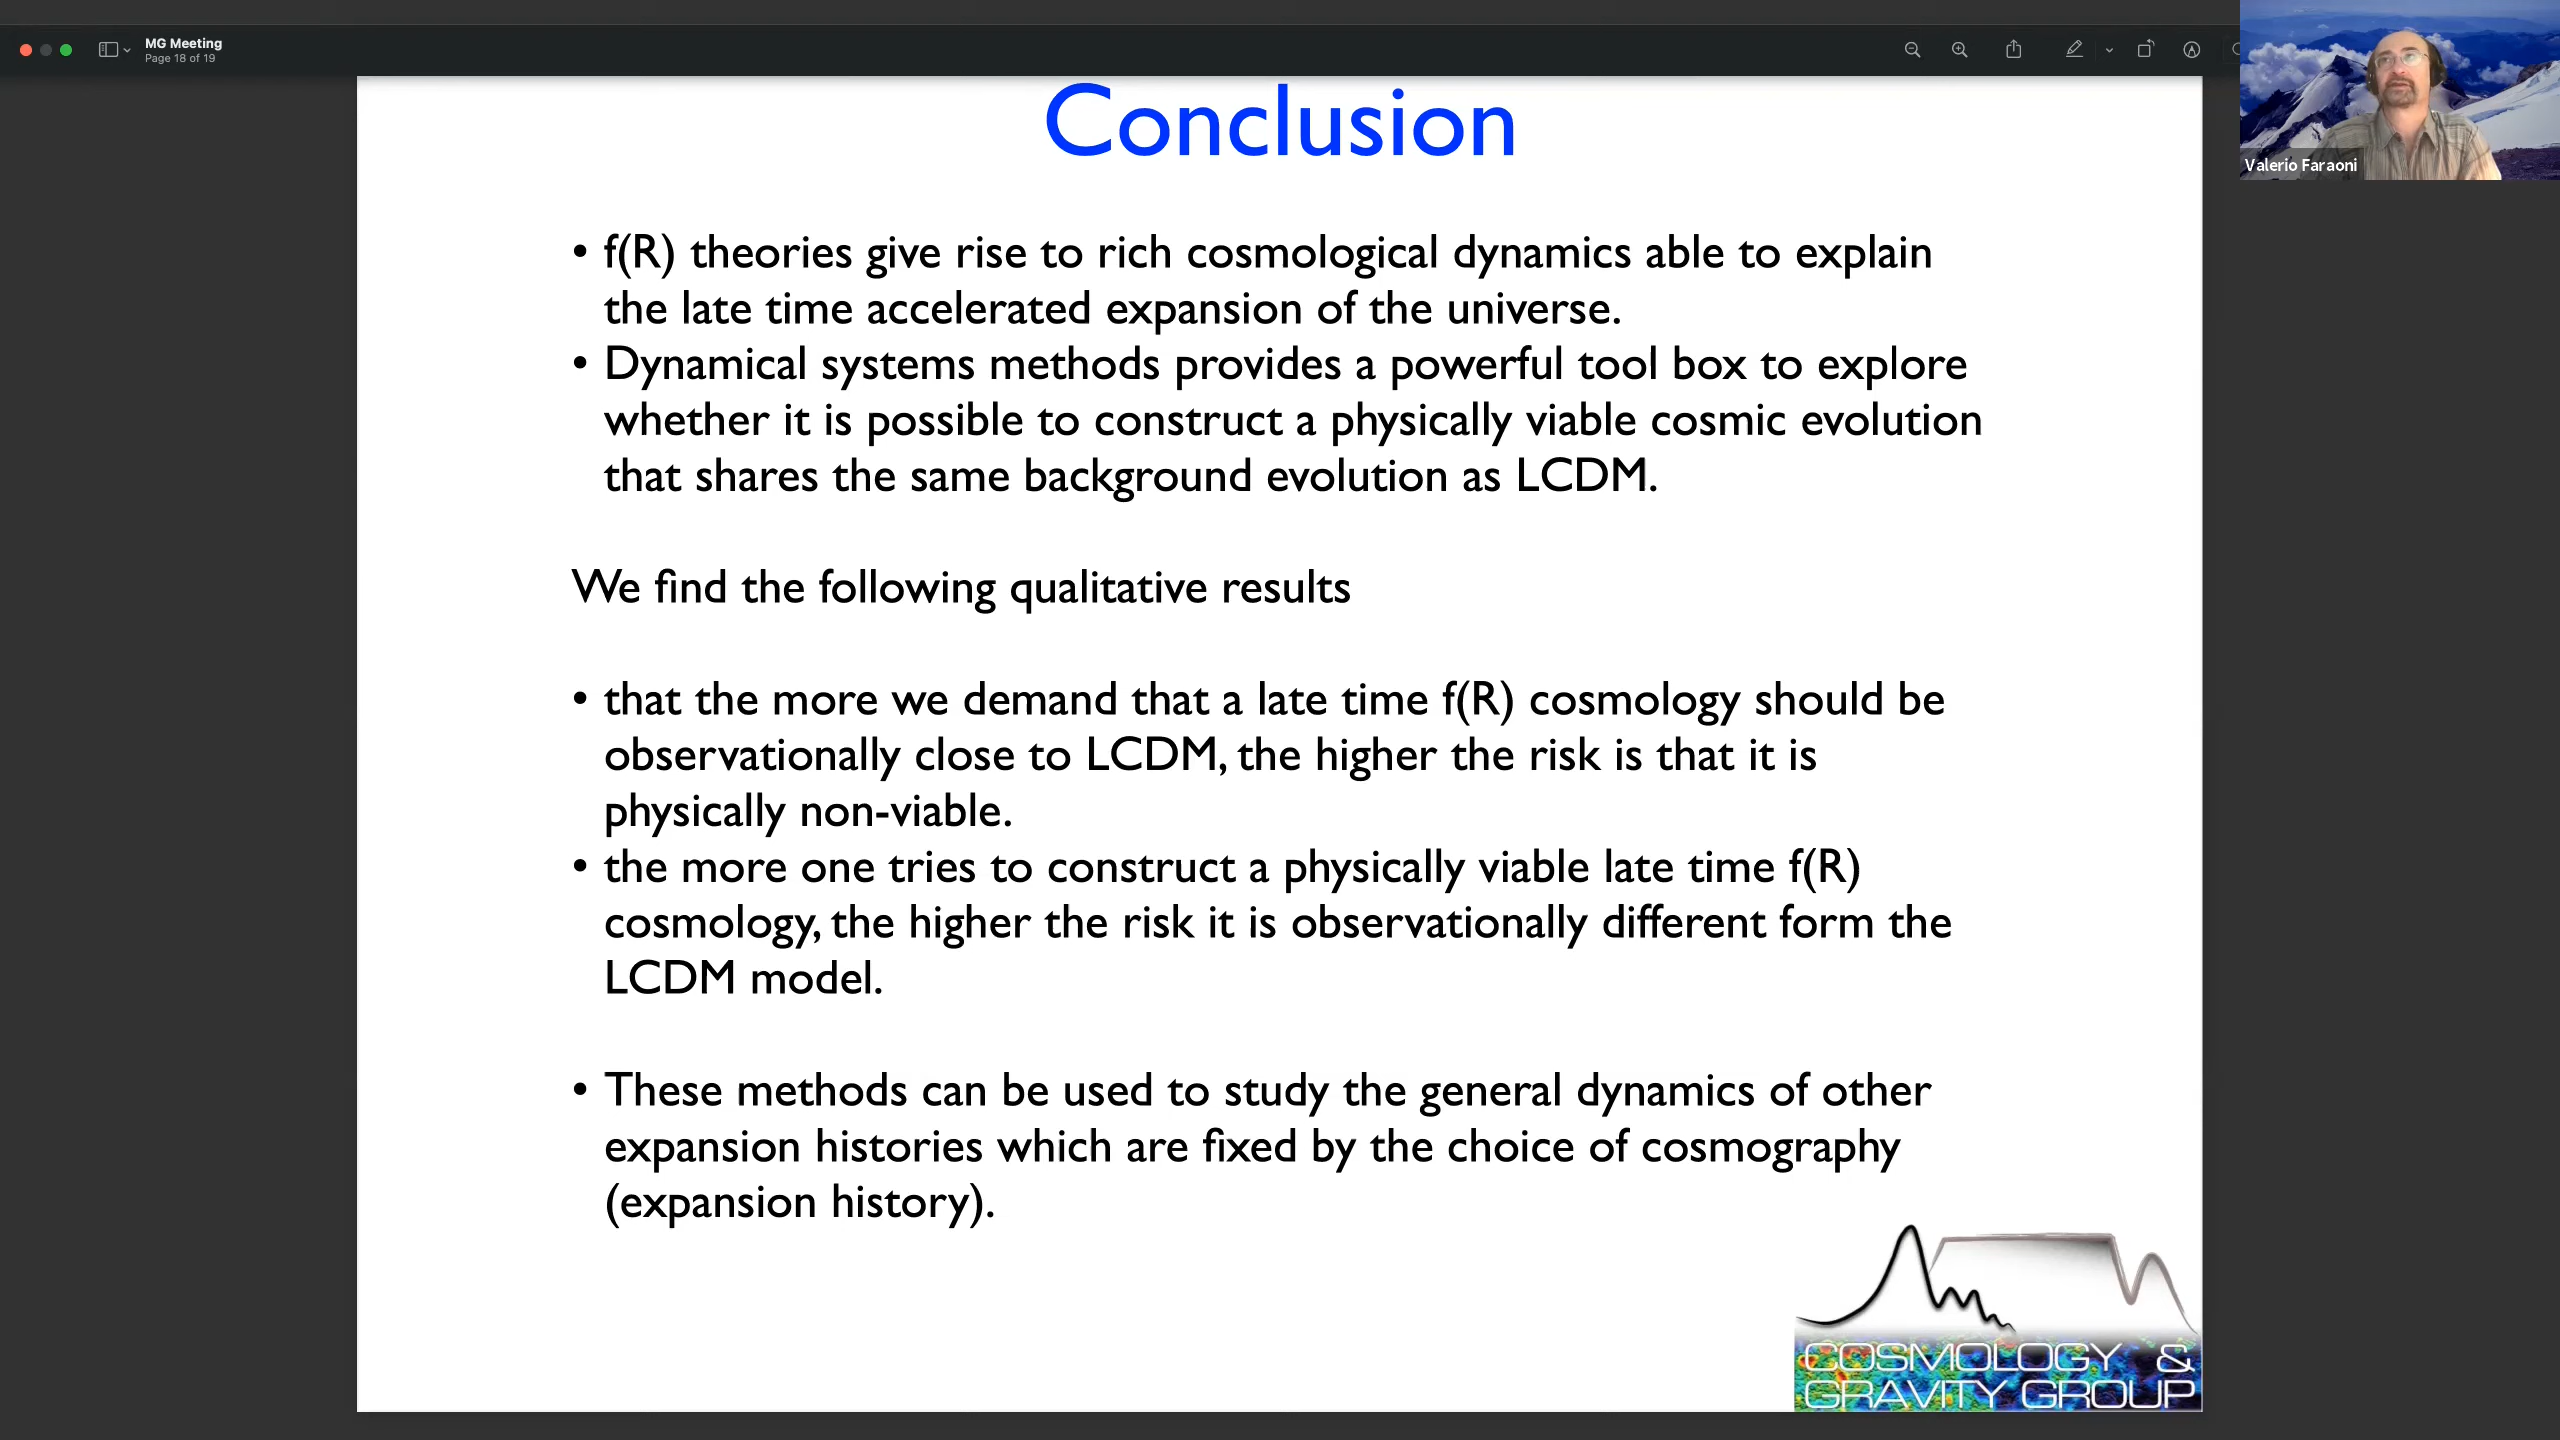 MG Meeting
Page 18 of 19
Valerio Faraoni
Conclusion
• f(R) theories give rise to rich cosmological dynamics able to explain
the late time accelerated expansion of the universe.
• Dynamical systems methods provides a powerful tool box to explore
whether it is possible to construct a physically viable cosmic evolution
that shares the same background evolution as LCDM.
We find the following qualitative results
• that the more we demand that a late time f(R) cosmology should be
observationally close to LCDM, the higher the risk is that it is
physically non-viable.
• the more one tries to construct a physically viable late time f(R)
cosmology, the higher the risk it is observationally different form the
LCDM model.
• These methods can be used to study the general dynamics of other
expansion histories which are fixed by the choice of cosmography
(expansion history).
COSMOLOGY &
GRAVITY GROUP